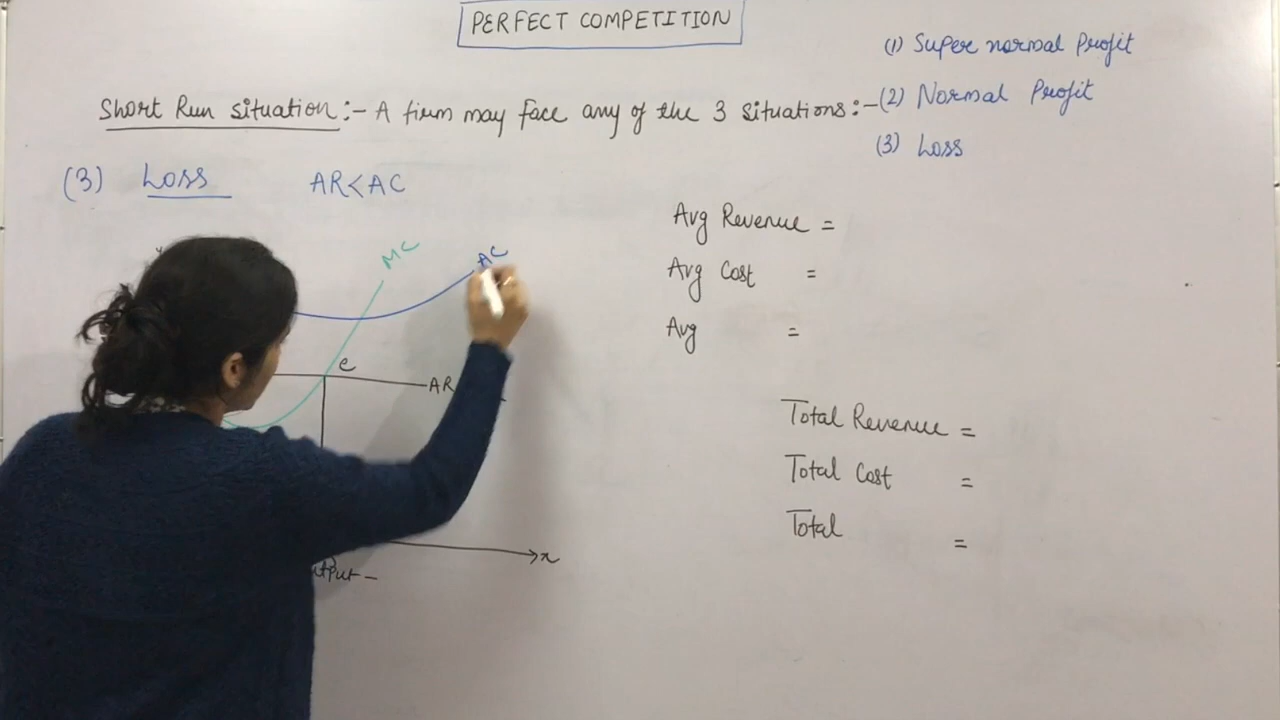 PERFECT COMPETITION
(1) Super normal Profit
Short Run situation :- A firm may face any of the 3 situations :- (2) Normal Profit
(3) Loss
(3) Loss AR<AC
Avg Revenue =
Avg Cost =
Avg =
MC
AC
e
AR
Total Revenue =
Total Cost =
Total =
x